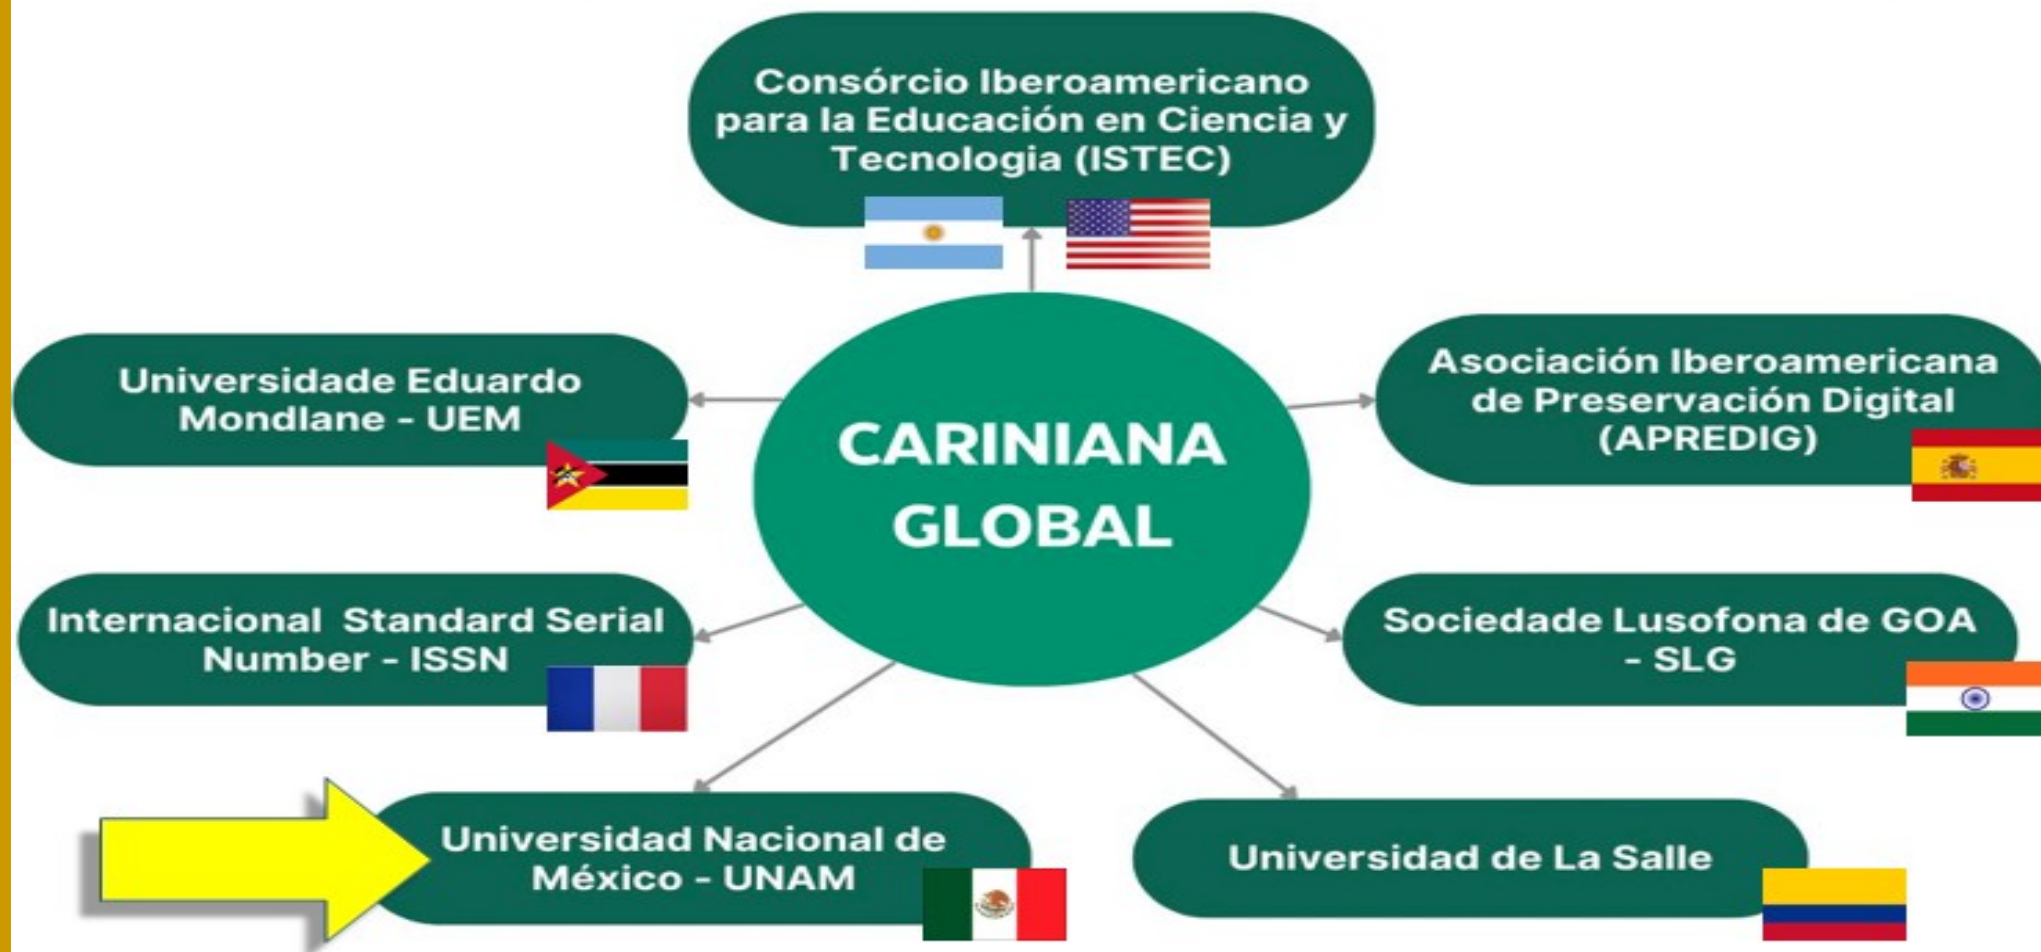 Consórcio Iberoamericano
para la Educación en Ciencia y
Tecnologia (ISTEC)
Universidade Eduardo
Mondlane - UEM
Asociación Iberoamericana
de Preservación Digital
(APREDIG)
CARINIANA
GLOBAL
Internacional Standard Serial
Number - ISSN
Sociedade Lusofona de GOA
- SLG
Universidad Nacional de
México - UNAM
Universidad de La Salle